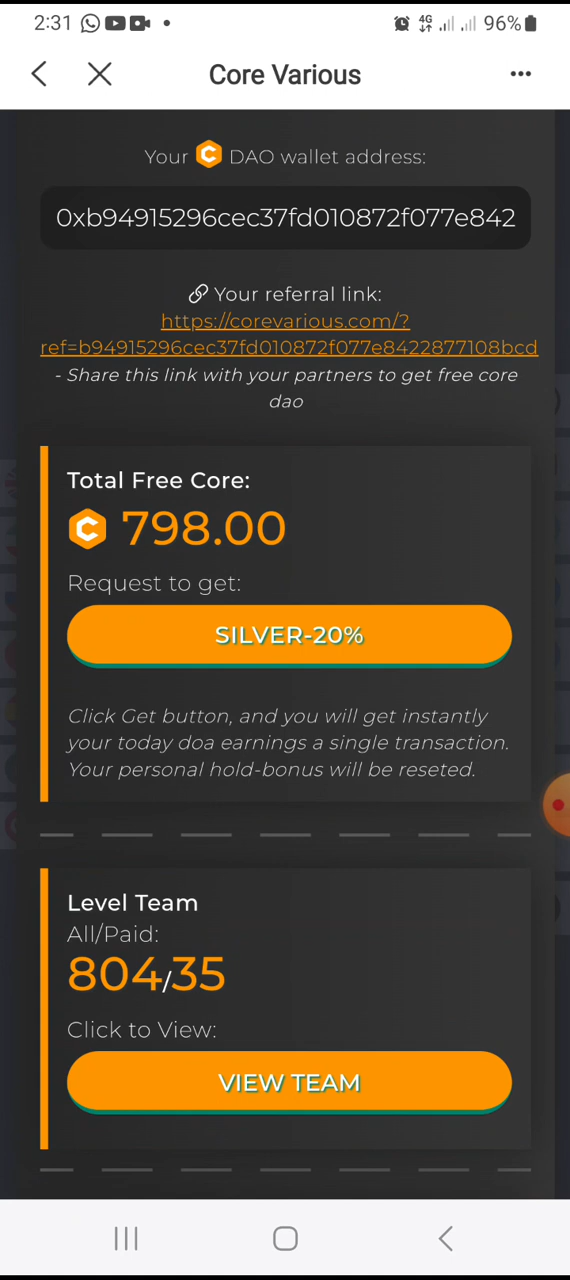 2:31 4G 96%
Core Various
Your DAO wallet address:
0xb94915296cec37fd010872f077e842
Your referral link:
https://corevarious.com/?
ref=b94915296cec37fd010872f077e8422877108bcd
- Share this link with your partners to get free core
dao
Total Free Core:
798.00
Request to get:
SILVER-20%
Click Get button, and you will get instantly
your today doa earnings a single transaction.
Your personal hold-bonus will be reseted.
Level Team
All/Paid:
804/35
Click to View:
VIEW TEAM